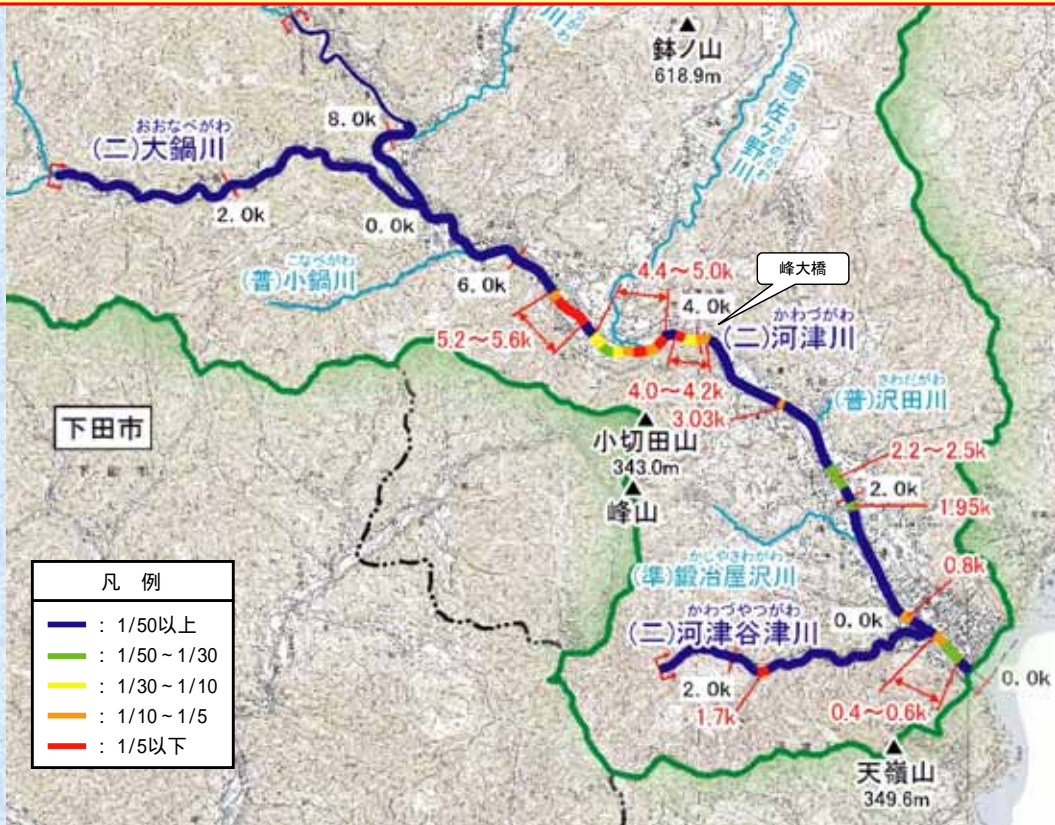 鉢ノ山
618.9m
(普)佐ヶ野川
さがのがわ
8.0k
おおなべがわ
(二)大鍋川
2.0k
0.0k
こなべがわ
(普)小鍋川
6.0k
4.4～5.0k
峰大橋
4.0k
かわづがわ
(二)河津川
5.2～5.6k
4.0～4.2k
3.03k
さわだがわ
(普)沢田川
下田市
小切田山
343.0m
峰山
2.2～2.5k
2.0k
1.95k
かじやさわがわ
(準)鍛冶屋沢川
0.8k
かわづやつがわ
(二)河津谷津川
0.0k
2.0k
1.7k
0.4～0.6k
0.0k
天嶺山
349.6m
凡 例
: 1/50以上
: 1/50～1/30
: 1/30～1/10
: 1/10～1/5
: 1/5以下